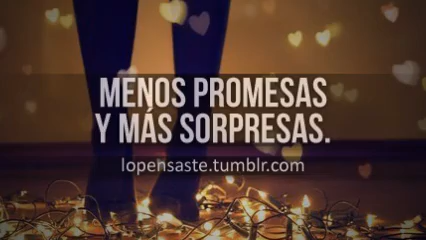 MENOS PROMESAS
Y MÁS SORPRESAS.
lopensaste.tumblr.com